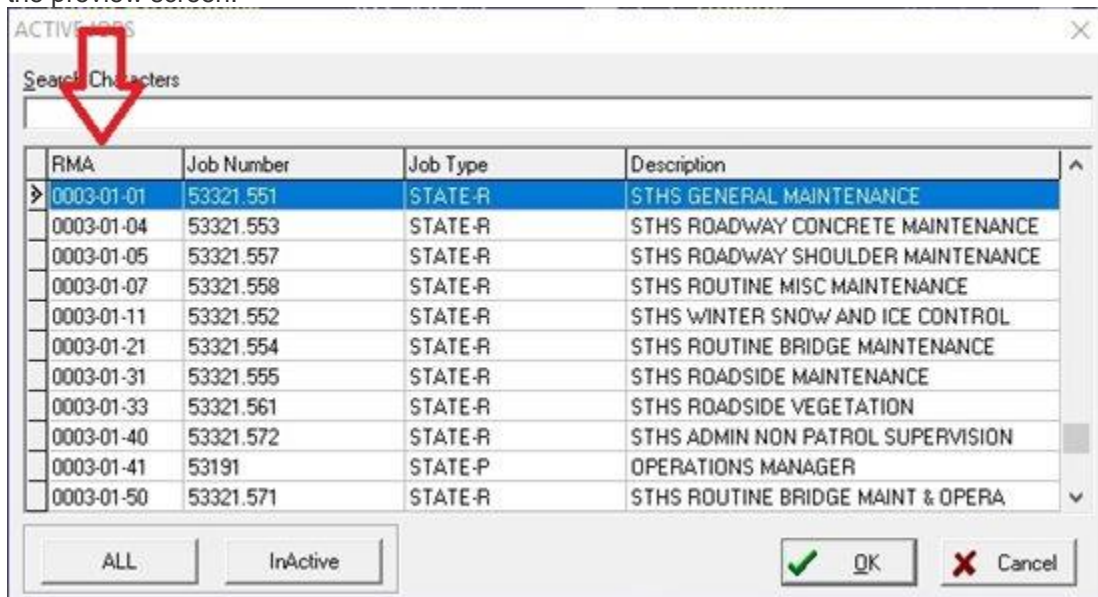 the preview screen.
ACTIVE JOBS
Search Characters
RMA Job Number Job Type Description
0003-01-01 53321.551 STATE-R STHS GENERAL MAINTENANCE
0003-01-04 53321.553 STATE-R STHS ROADWAY CONCRETE MAINTENANCE
0003-01-05 53321.557 STATE-R STHS ROADWAY SHOULDER MAINTENANCE
0003-01-07 53321.558 STATE-R STHS ROUTINE MISC MAINTENANCE
0003-01-11 53321.552 STATE-R STHS WINTER SNOW AND ICE CONTROL
0003-01-21 53321.554 STATE-R STHS ROUTINE BRIDGE MAINTENANCE
0003-01-31 53321.555 STATE-R STHS ROADSIDE MAINTENANCE
0003-01-33 53321.561 STATE-R STHS ROADSIDE VEGETATION
0003-01-40 53321.572 STATE-R STHS ADMIN NON PATROL SUPERVISION
0003-01-41 53191 STATE-P OPERATIONS MANAGER
0003-01-50 53321.571 STATE-R STHS ROUTINE BRIDGE MAINT & OPERA
ALL InActive OK Cancel